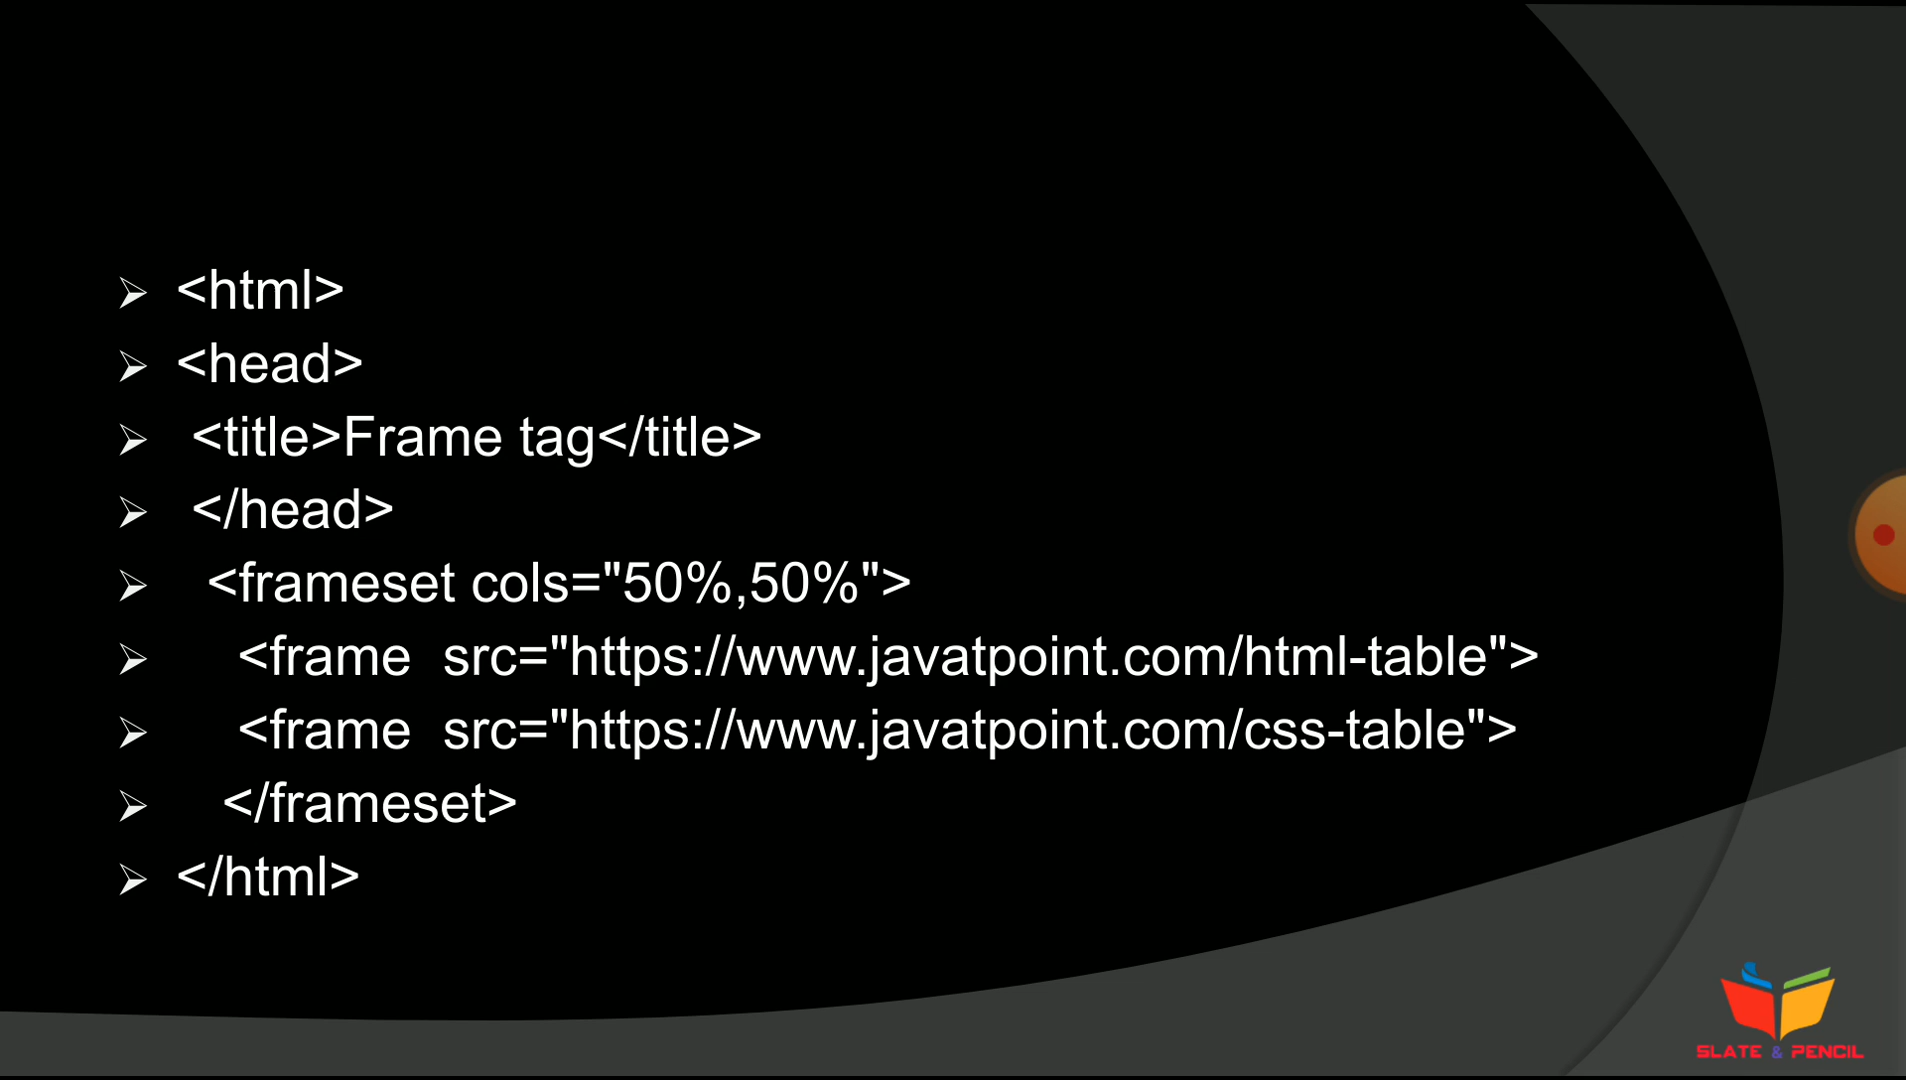 <html>
<head>
<title>Frame tag</title>
</head>
<frameset cols="50%,50%">
<frame  src="https://www.javatpoint.com/html-table">
<frame  src="https://www.javatpoint.com/css-table">
</frameset>
</html>
SLATE & PENCIL